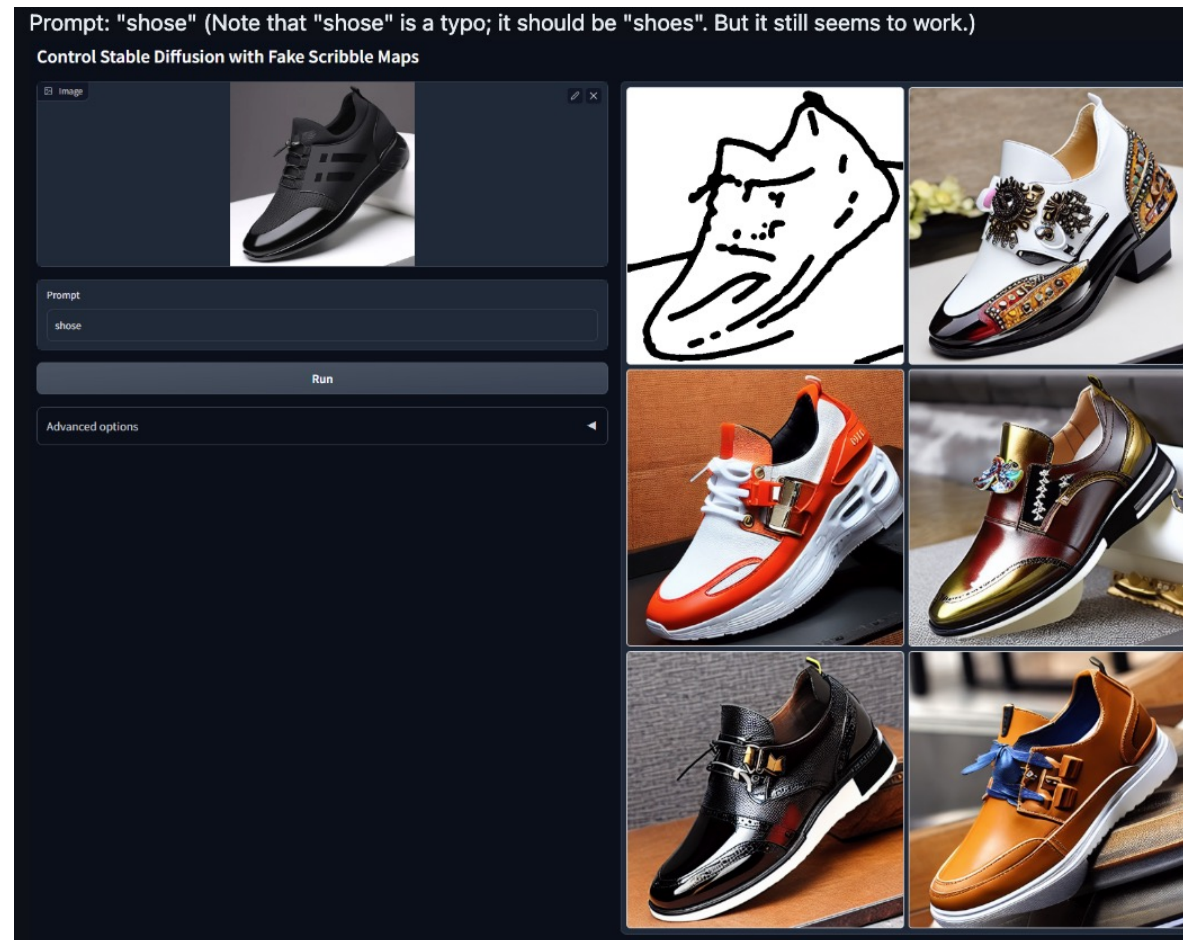 Prompt: "shose" (Note that "shose" is a typo; it should be "shoes". But it still seems to work.)
Control Stable Diffusion with Fake Scribble Maps
Image
Prompt
shose
Run
Advanced options